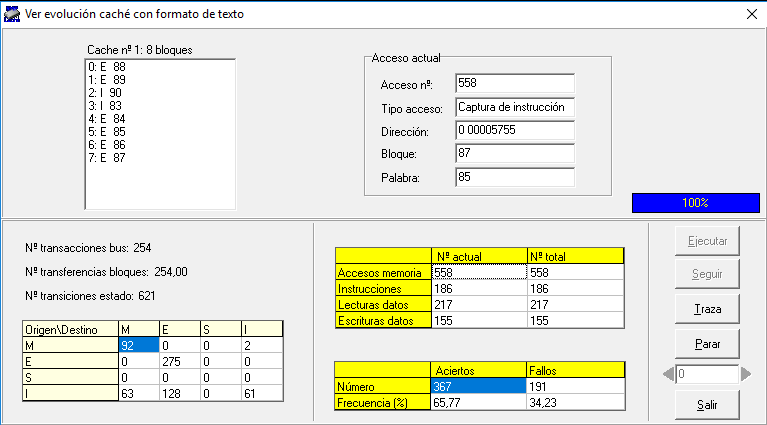 Ver evolución caché con formato de texto
Cache nº 1: 8 bloques
0: E 88
1: E 89
2: I 90
3: I 83
4: E 84
5: E 85
6: E 86
7: E 87
Acceso actual
Acceso nº: 558
Tipo acceso: Captura de instrucción
Dirección: 0 00005755
Bloque: 87
Palabra: 85
100%
Nº transacciones bus: 254
Nº transferencias bloques: 254,00
Nº transiciones estado: 621
Origen\Destino M E S I
M 92 0 0 2
E 0 275 0 0
S 0 0 0 0
I 63 128 0 61
Nº actual Nº total
Accesos memoria 558 558
Instrucciones 186 186
Lecturas datos 217 217
Escrituras datos 155 155
Aciertos Fallos
Número 367 191
Frecuencia (%) 65,77 34,23
Ejecutar
Seguir
Traza
Parar
0
Salir